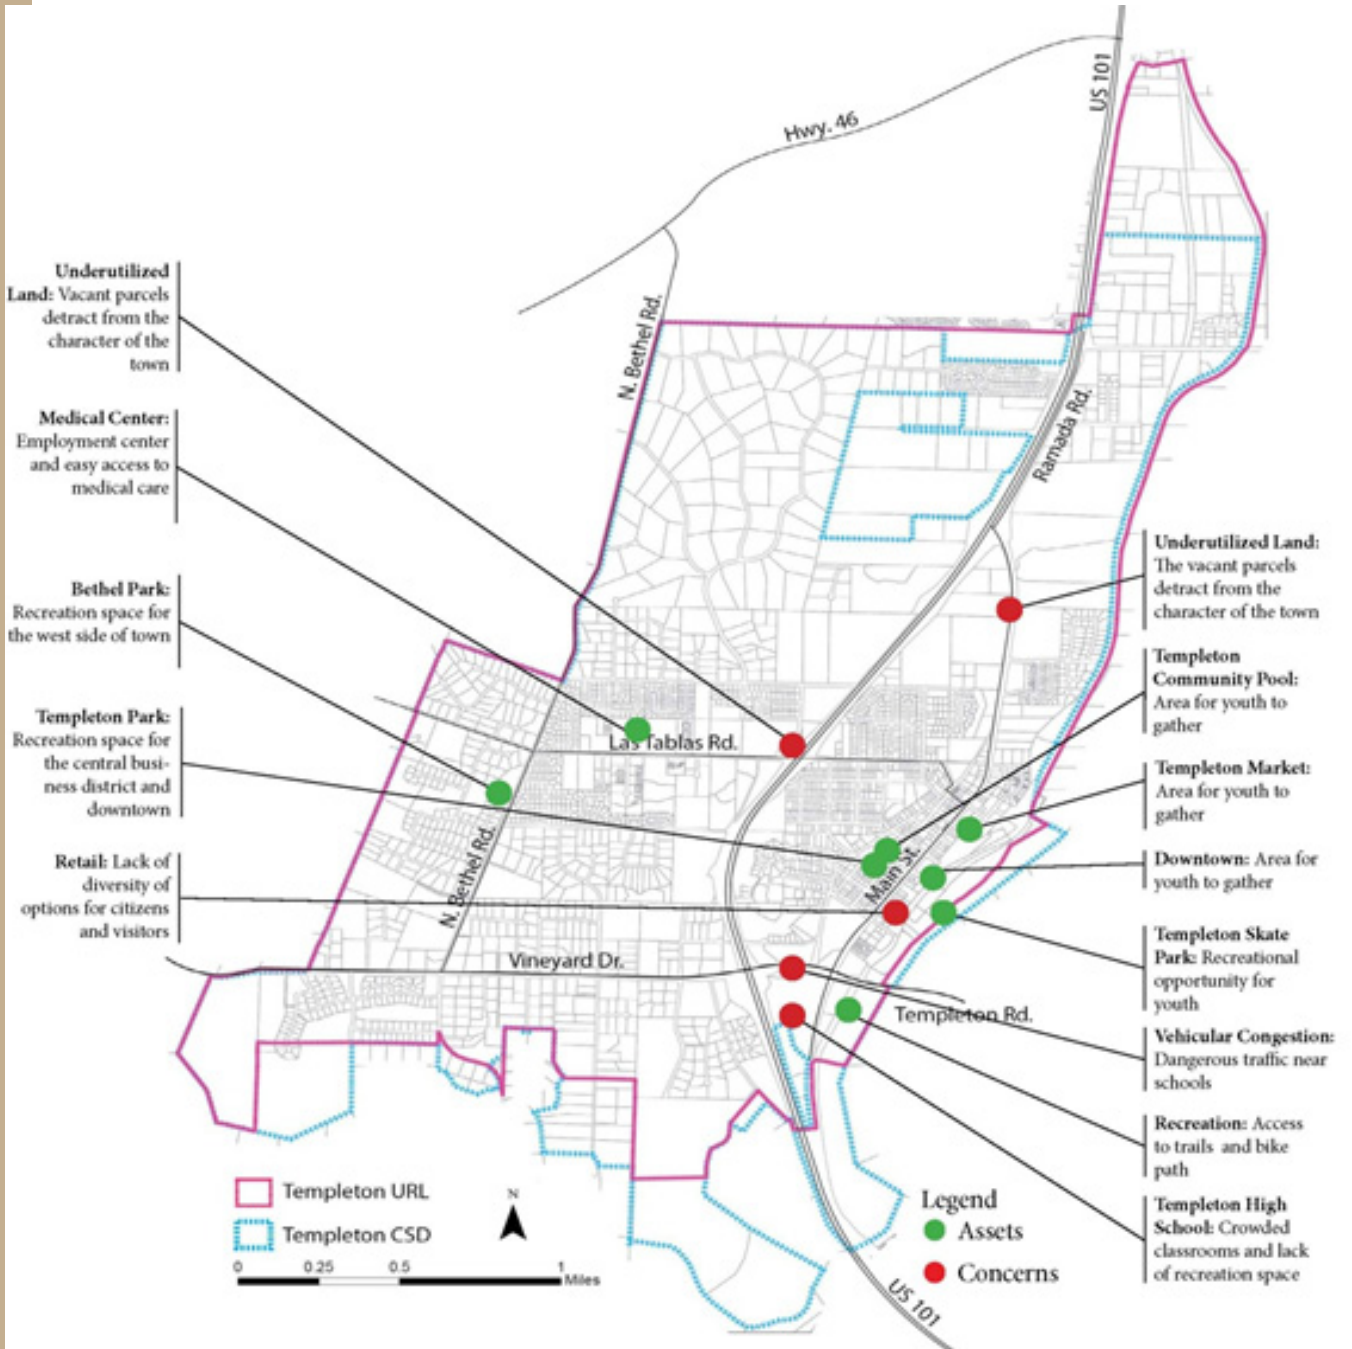 US 101
Hwy. 46
N. Bethel Rd.
Ramada Rd.
Underutilized
Land: Vacant parcels
detract from the
character of the
town
Medical Center:
Employment center
and easy access to
medical care
Bethel Park:
Recreation space for
the west side of town
Templeton Park:
Recreation space for
the central busi-
ness district and
downtown
Retail: Lack of
diversity of
options for citizens
and visitors
Las Tablas Rd.
N. Bethel Rd.
Main St.
Vineyard Dr.
Templeton Rd.
Underutilized Land:
The vacant parcels
detract from the
character of the town
Templeton
Community Pool:
Area for youth to
gather
Templeton Market:
Area for youth to
gather
Downtown: Area for
youth to gather
Templeton Skate
Park: Recreational
opportunity for
youth
Vehicular Congestion:
Dangerous traffic near
schools
Recreation: Access
to trails and bike
path
Templeton High
School: Crowded
classrooms and lack
of recreation space
Templeton URL
Templeton CSD
N
0 0.25 0.5 1
Miles
Legend
Assets
Concerns
US 101